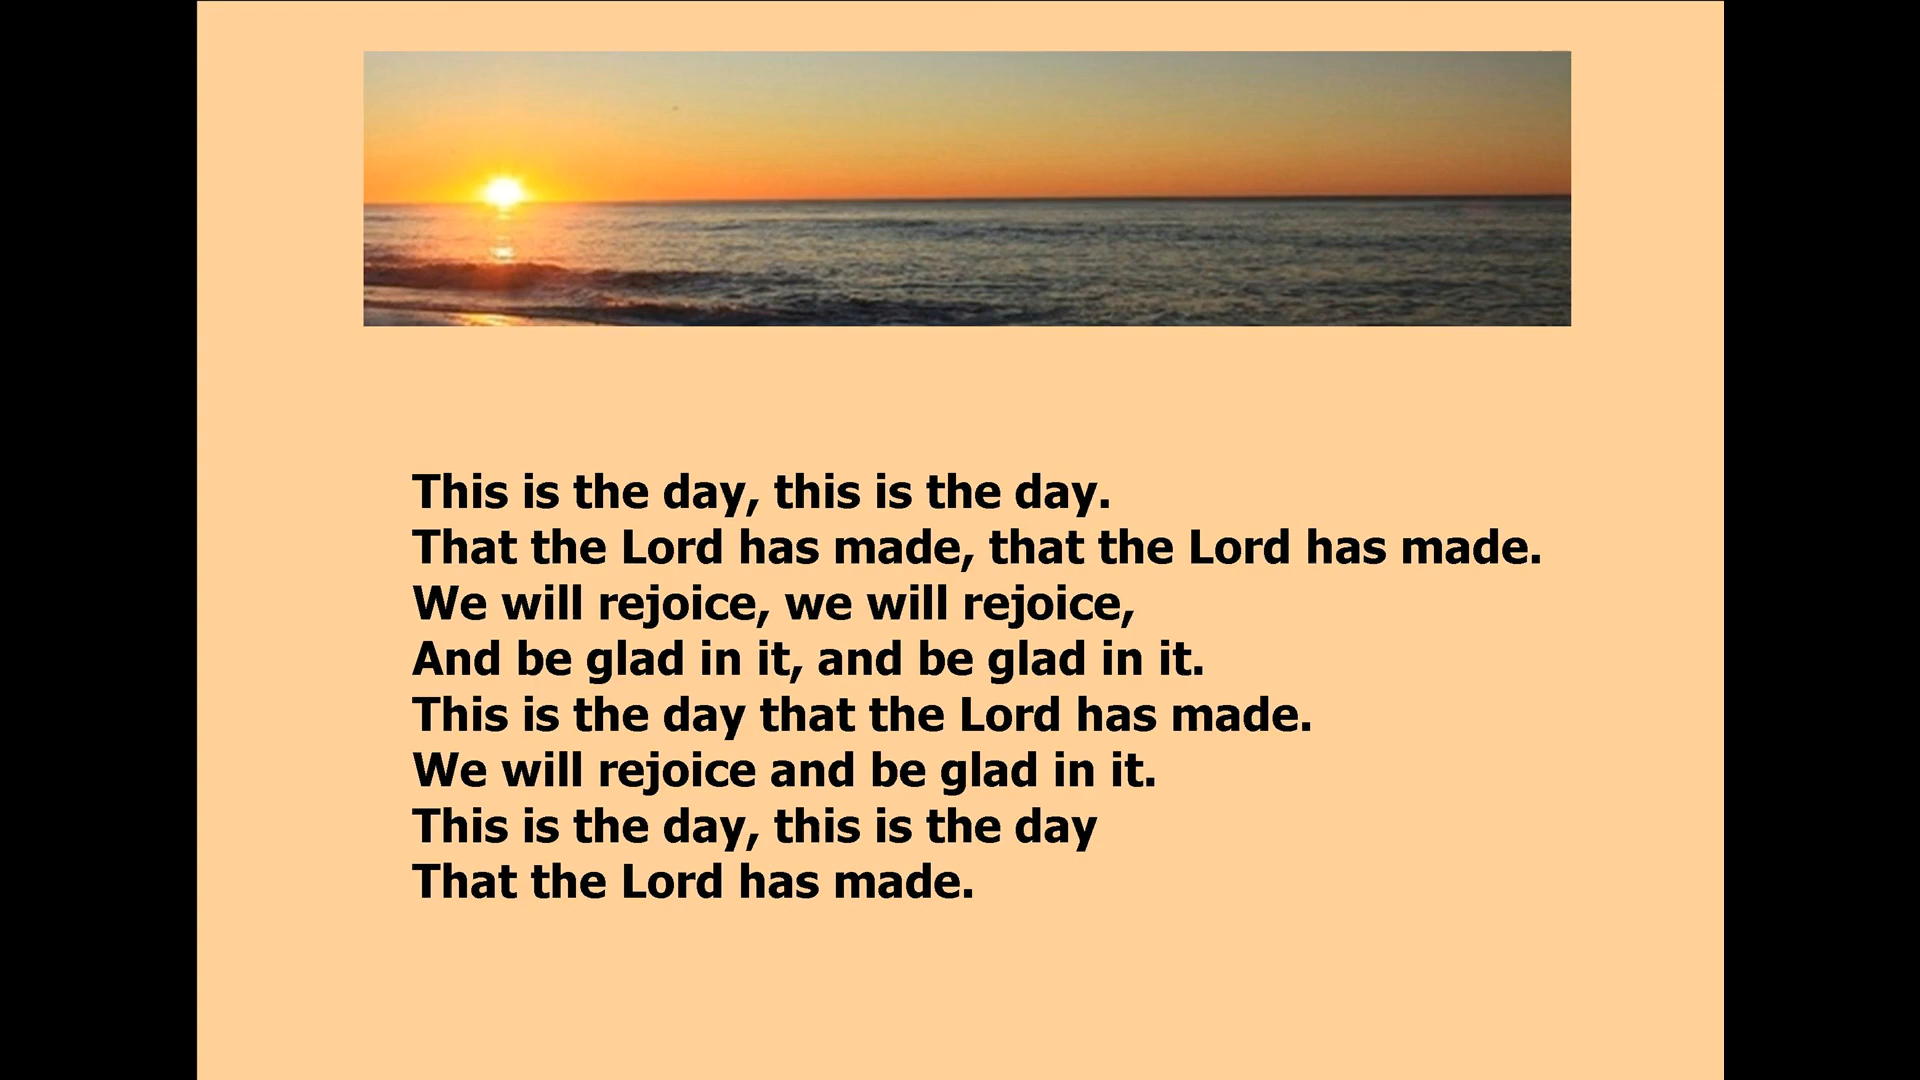 This is the day, this is the day.
That the Lord has made, that the Lord has made.
We will rejoice, we will rejoice,
And be glad in it, and be glad in it.
This is the day that the Lord has made.
We will rejoice and be glad in it.
This is the day, this is the day
That the Lord has made.